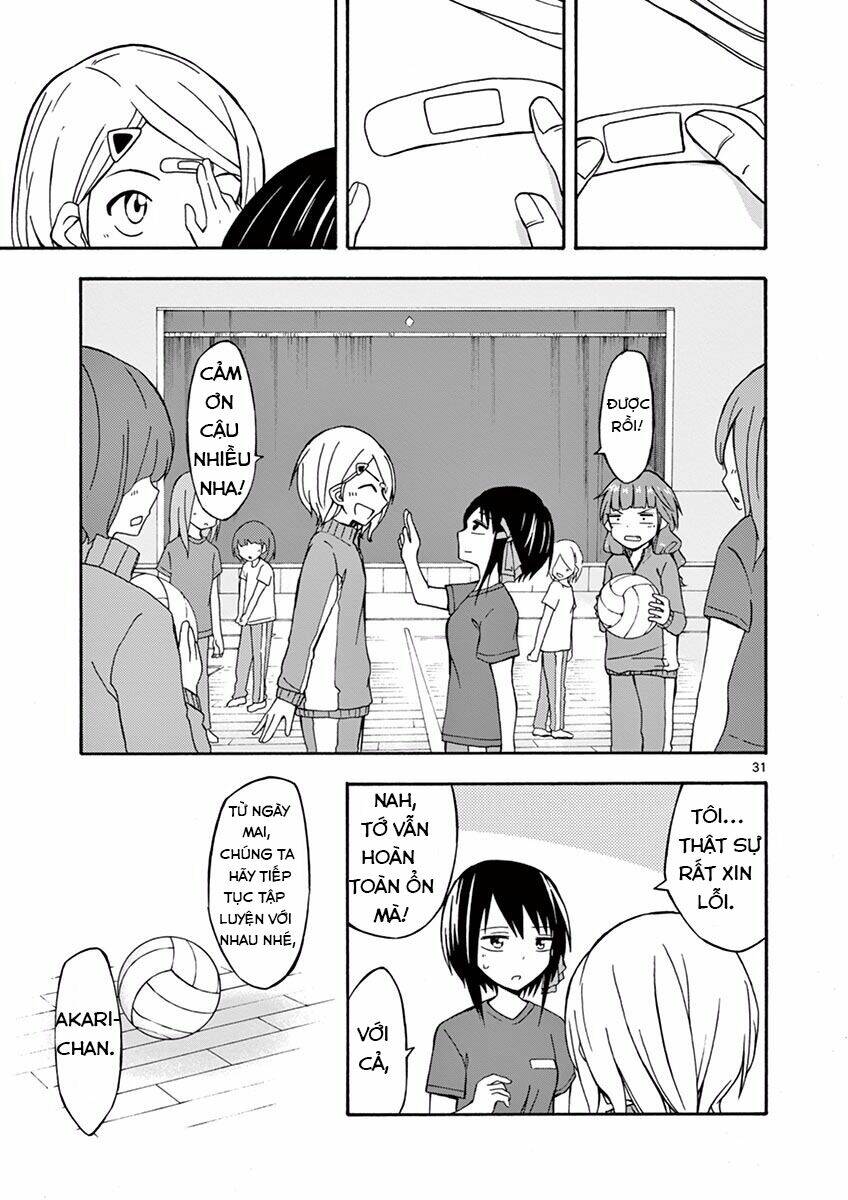 ĐƯỢC
RỒI!
CẢM
ƠN
CẬU
NHIỀU
NHA!
31
TÔI...
THẬT SỰ
RẤT XIN
LỖI.
NAH,
TỚ VẪN
HOÀN
TOÀN ỔN
MÀ!
VỚI
CẢ,
TỪ NGÀY
MAI,
CHÚNG TA
HÃY TIẾP
TỤC TẬP
LUYỆN VỚI
NHAU NHÉ,
AKARI-
CHAN.